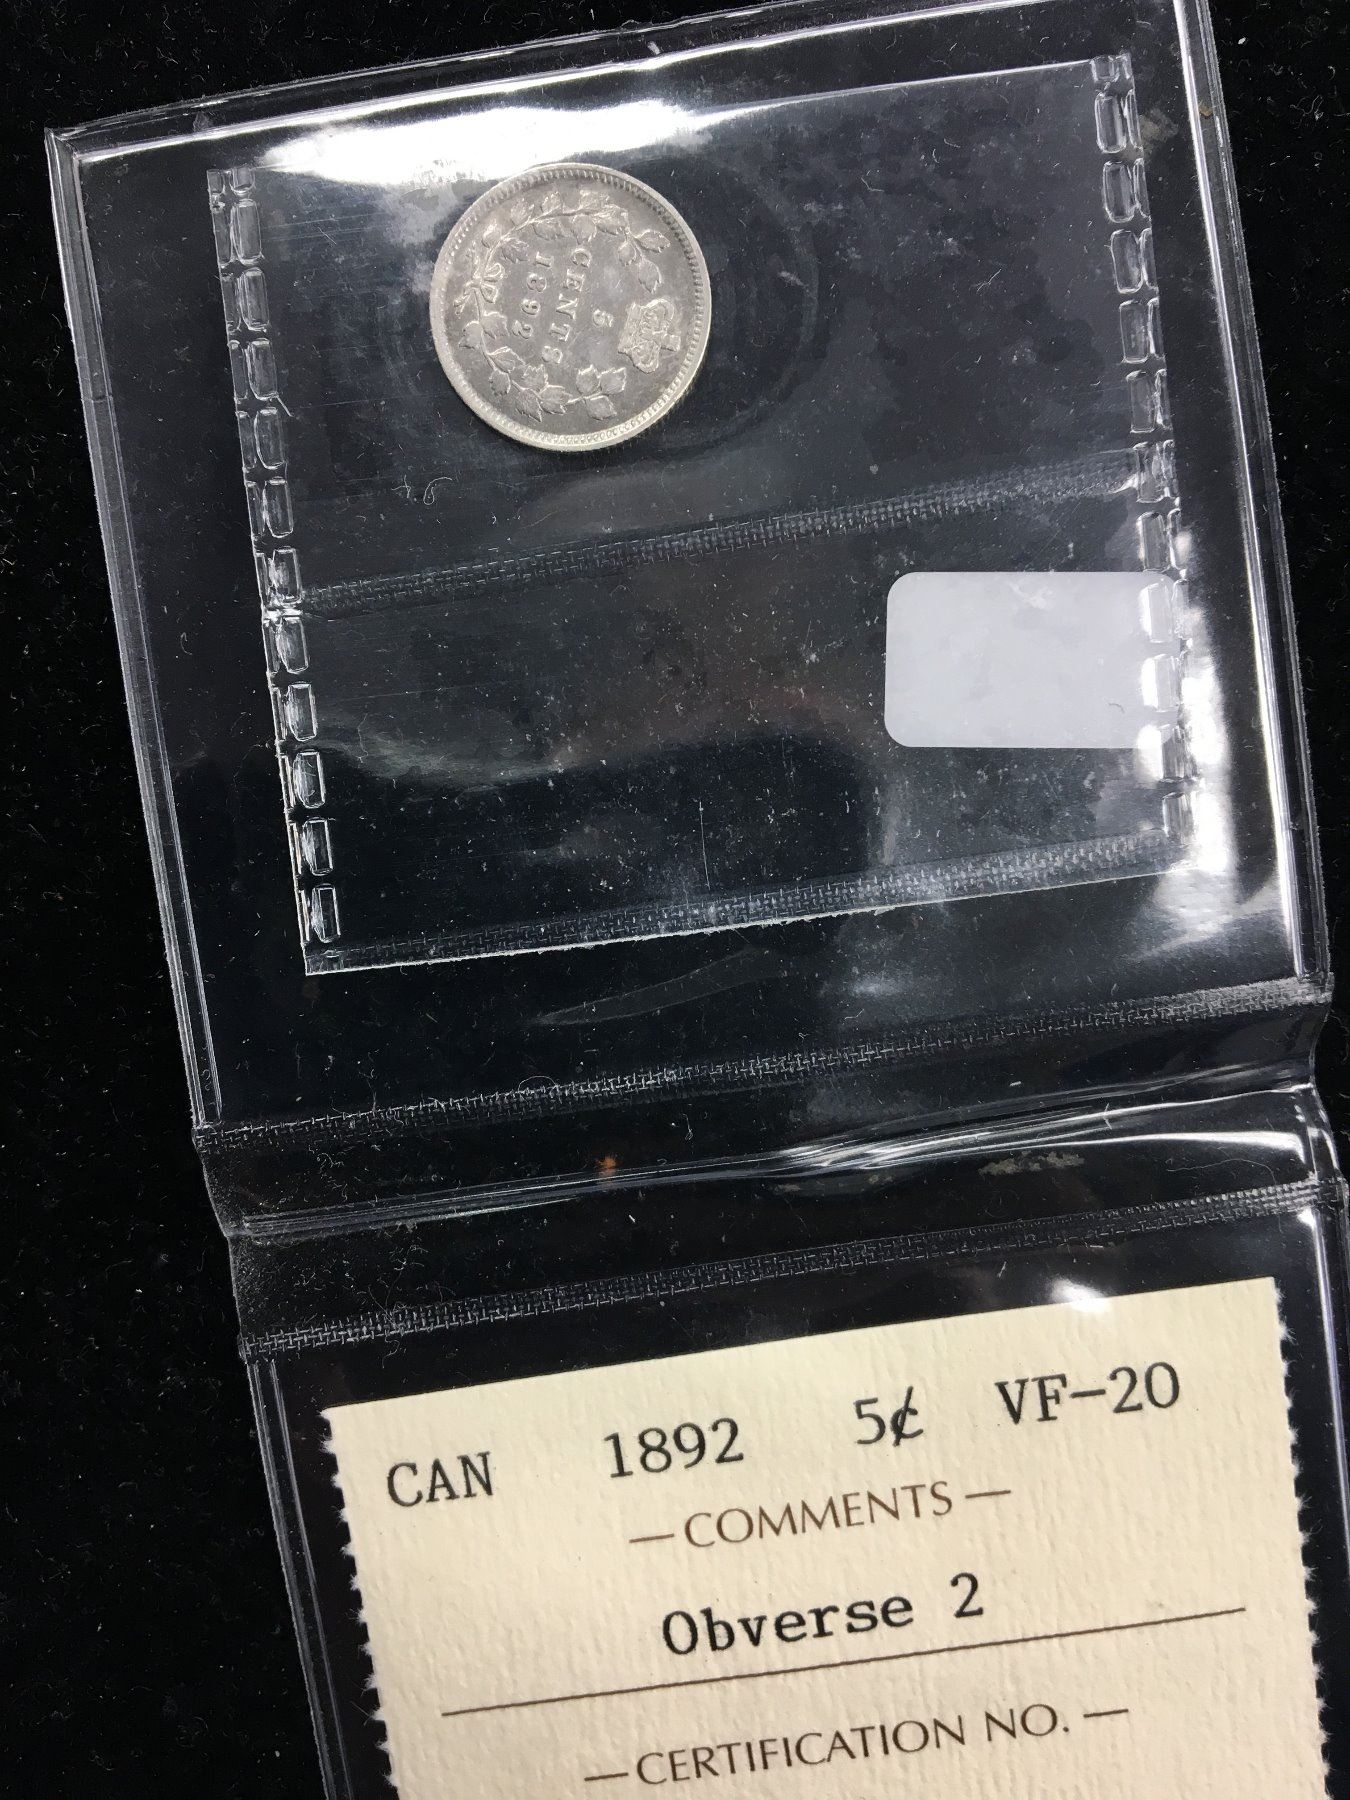 5
CENTS
1892
CAN 1892 5¢ VF-20
— COMMENTS —
Obverse 2
— CERTIFICATION NO. —